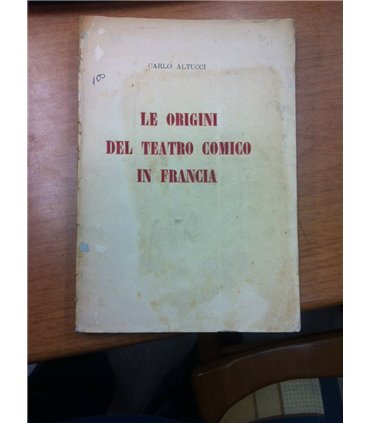 CARLO ALTUCCI
100
LE ORIGINI
DEL TEATRO COMICO
IN FRANCIA